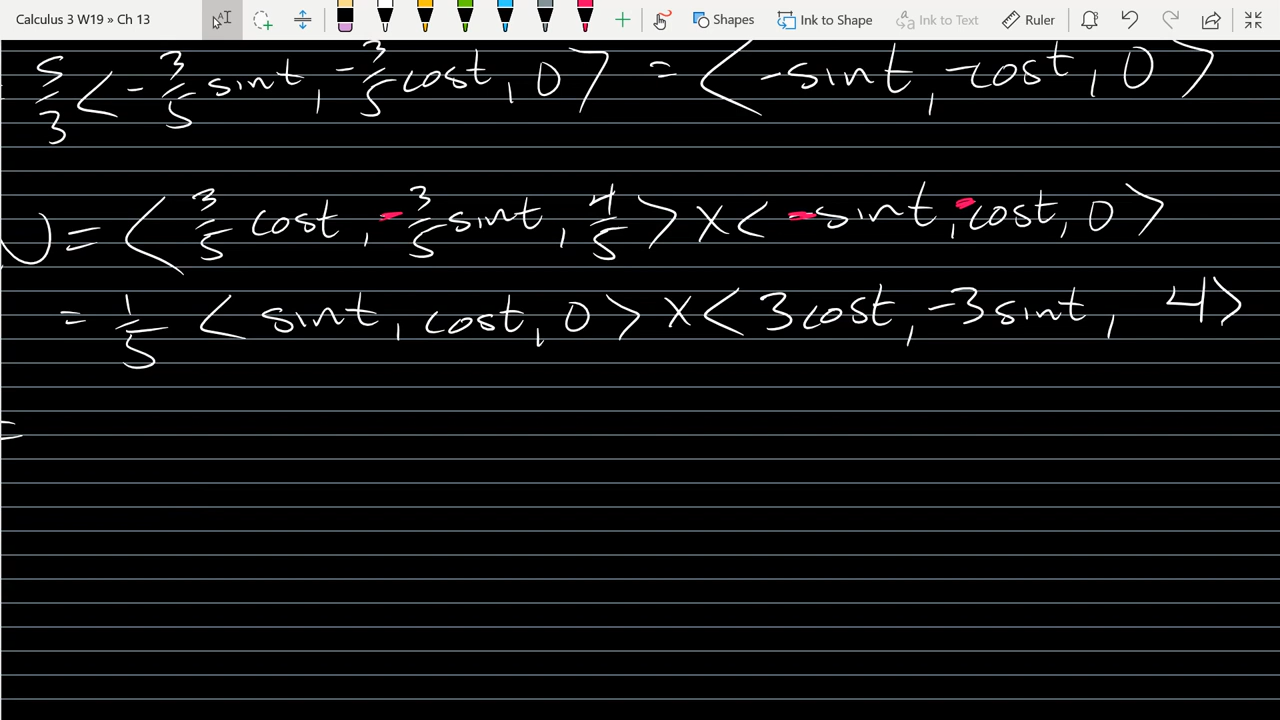 Calculus 3 W19 » Ch 13 Shapes Ink to Shape Ink to Text Ruler
5/3 < -3/5 sint, -3/5 cost, 0 > = < -sint, -cost, 0 >
= < 3/5 cost, -3/5 sint, 4/5 > x < -sint, -cost, 0 >
= 1/5 < sint, cost, 0 > x < 3cost, -3sint, 4 >
=